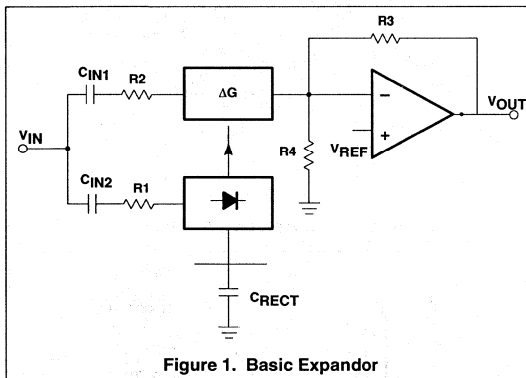 R3
CIN1
R2
ΔG
VIN
R4
VREF
−
+
VOUT
CIN2
R1
CRECT
Figure 1. Basic Expandor